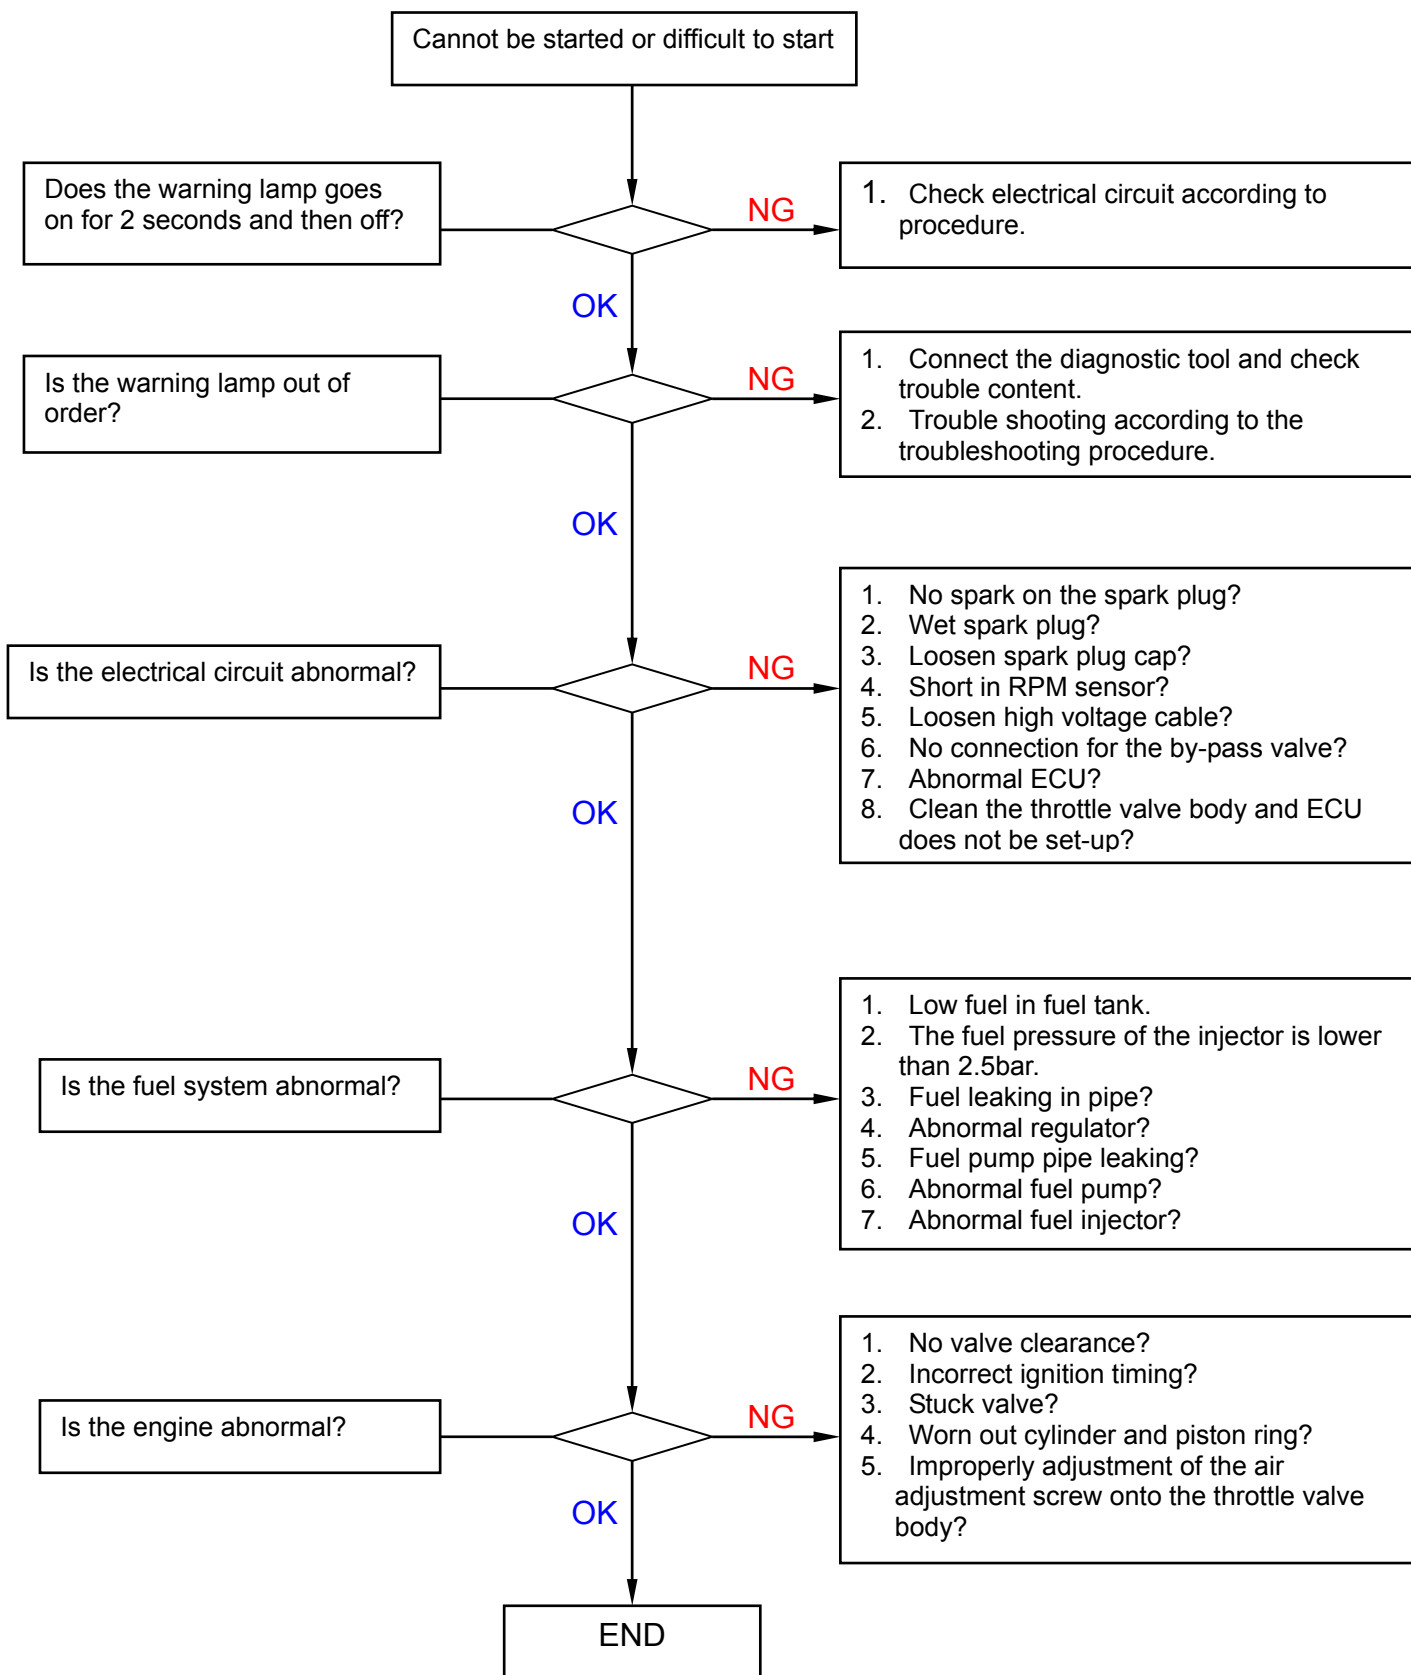 Cannot be started or difficult to start
Does the warning lamp goes
on for 2 seconds and then off?
NG
1. Check electrical circuit according to
procedure.
OK
Is the warning lamp out of
order?
NG
1. Connect the diagnostic tool and check
trouble content.
2. Trouble shooting according to the
troubleshooting procedure.
OK
Is the electrical circuit abnormal?
NG
1. No spark on the spark plug?
2. Wet spark plug?
3. Loosen spark plug cap?
4. Short in RPM sensor?
5. Loosen high voltage cable?
6. No connection for the by-pass valve?
7. Abnormal ECU?
8. Clean the throttle valve body and ECU
does not be set-up?
OK
Is the fuel system abnormal?
NG
1. Low fuel in fuel tank.
2. The fuel pressure of the injector is lower
than 2.5bar.
3. Fuel leaking in pipe?
4. Abnormal regulator?
5. Fuel pump pipe leaking?
6. Abnormal fuel pump?
7. Abnormal fuel injector?
OK
Is the engine abnormal?
NG
1. No valve clearance?
2. Incorrect ignition timing?
3. Stuck valve?
4. Worn out cylinder and piston ring?
5. Improperly adjustment of the air
adjustment screw onto the throttle valve
body?
OK
END